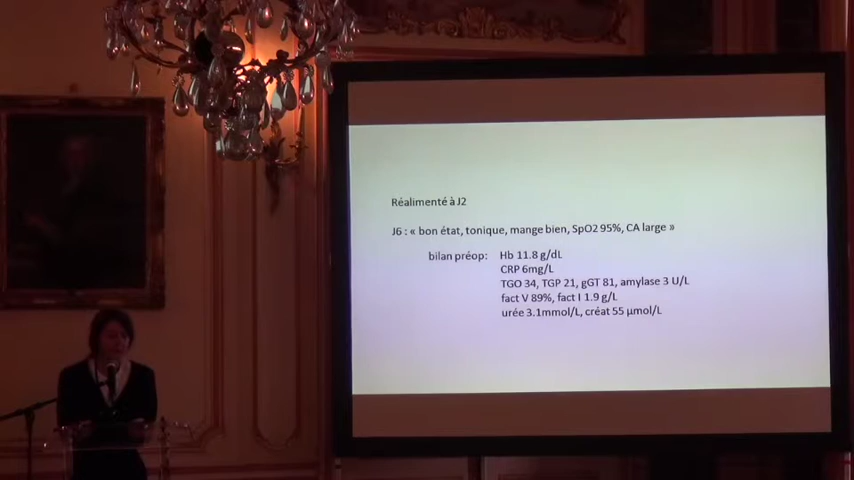 Réalimenté à J2
J6 : « bon état, tonique, mange bien, SpO2 95%, CA large »
bilan préop: Hb 11.8 g/dL
CRP 6mg/L
TGO 34, TGP 21, gGT 81, amylase 3 U/L
fact V 89%, fact I 1.9 g/L
urée 3.1mmol/L, créat 55 µmol/L